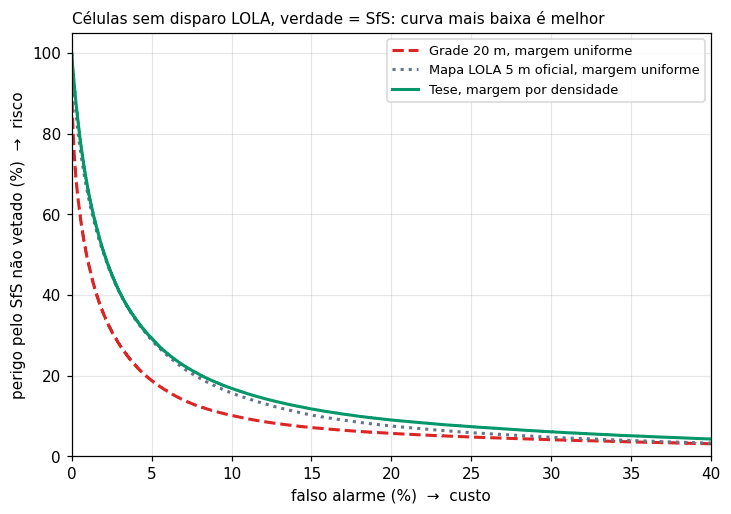 Células sem disparo LOLA, verdade = SfS: curva mais baixa é melhor
Grade 20 m, margem uniforme
Mapa LOLA 5 m oficial, margem uniforme
Tese, margem por densidade
perigo pelo SfS não vetado (%) → risco
100
80
60
40
20
0
0 5 10 15 20 25 30 35 40
falso alarme (%) → custo